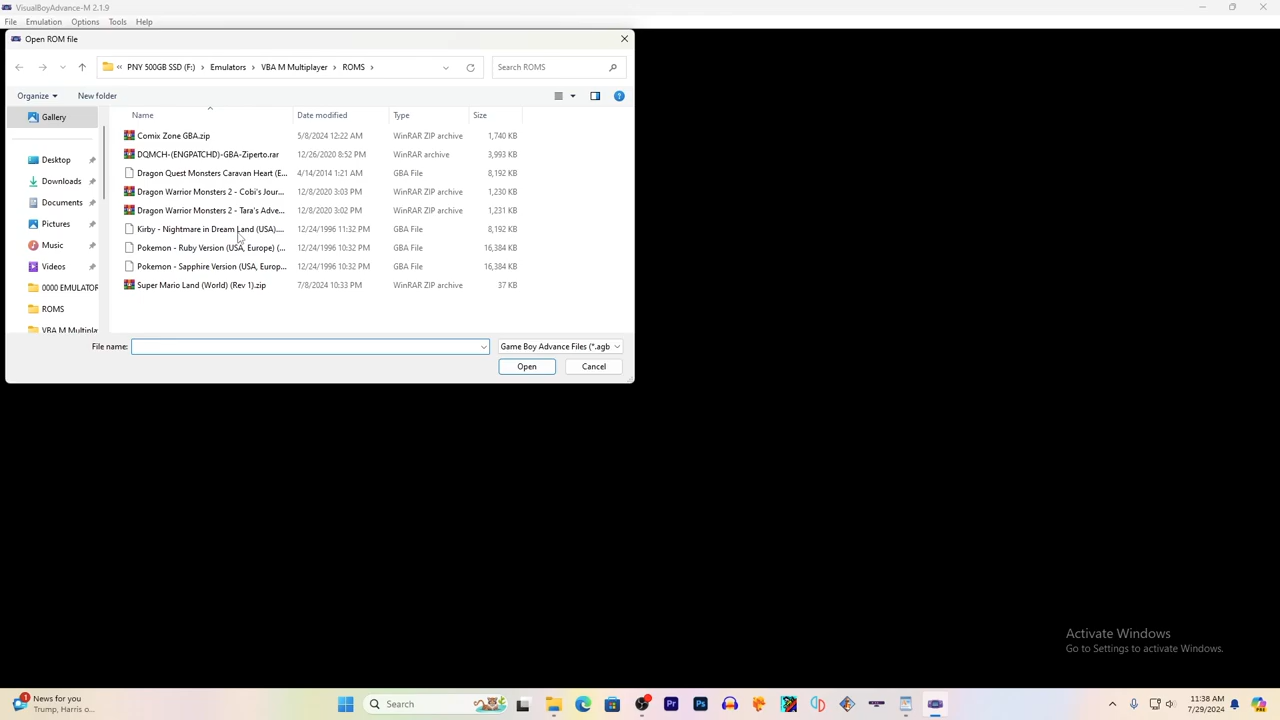 VisualBoyAdvance-M 2.1.9
File Emulation Options Tools Help
Open ROM file
« PNY 500GB SSD (F:) > Emulators > VBA M Multiplayer > ROMS >
Search ROMS
Organize
New folder
Gallery
Desktop
Downloads
Documents
Pictures
Music
Videos
0000 EMULATOR
ROMS
VBA M Multipla
Name Date modified Type Size
Comix Zone GBA.zip 5/8/2024 12:22 AM WinRAR ZIP archive 1,740 KB
DQMCH-(ENGPATCHD)-GBA-Ziperto.rar 12/26/2020 8:52 PM WinRAR archive 3,993 KB
Dragon Quest Monsters Caravan Heart (E... 4/14/2014 1:21 AM GBA File 8,192 KB
Dragon Warrior Monsters 2 - Cobi's Jour... 12/8/2020 3:03 PM WinRAR ZIP archive 1,230 KB
Dragon Warrior Monsters 2 - Tara's Adve... 12/8/2020 3:02 PM WinRAR ZIP archive 1,231 KB
Kirby - Nightmare in Dream Land (USA).... 12/24/1996 11:32 PM GBA File 8,192 KB
Pokemon - Ruby Version (USA, Europe) (... 12/24/1996 10:32 PM GBA File 16,384 KB
Pokemon - Sapphire Version (USA, Europ... 12/24/1996 10:32 PM GBA File 16,384 KB
Super Mario Land (World) (Rev 1).zip 7/8/2024 10:33 PM WinRAR ZIP archive 37 KB
File name:
Game Boy Advance Files (*.agb
Open
Cancel
Activate Windows
Go to Settings to activate Windows.
1
News for you
Trump, Harris o...
Search
Pr
Ps
11:38 AM
7/29/2024